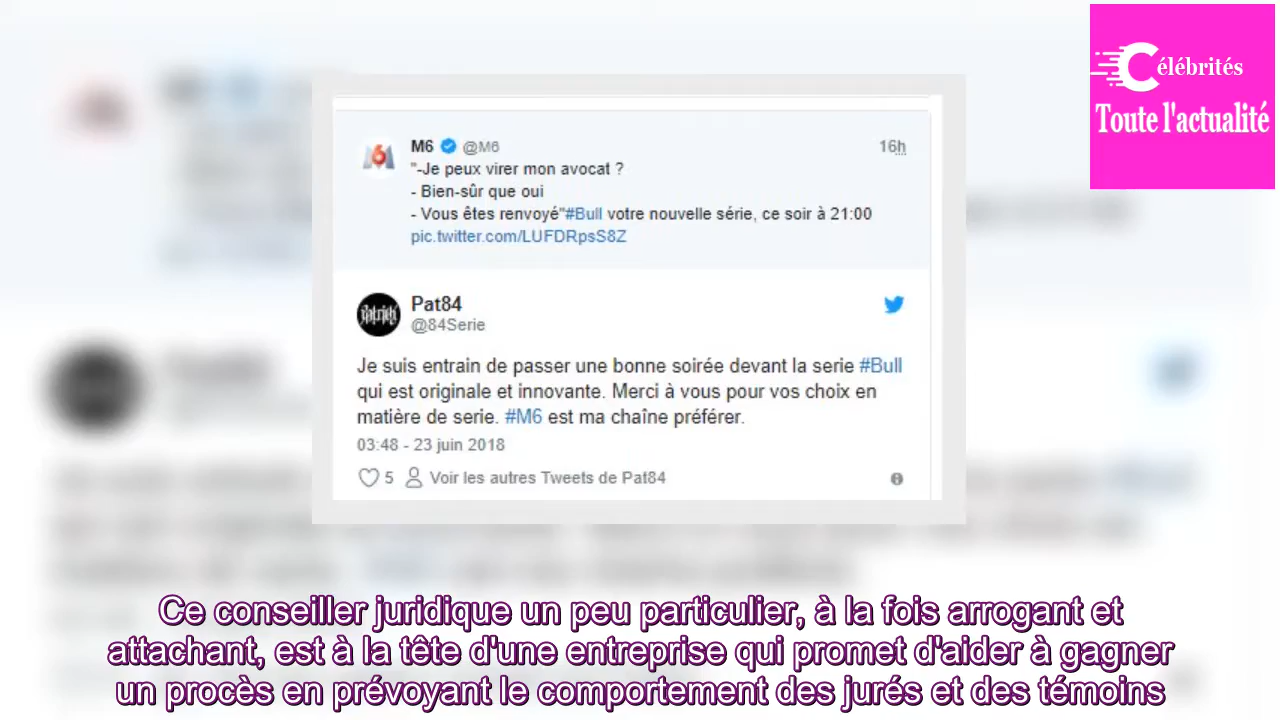 Célébrités
Toute l'actualité
M6 @M6 16h
"-Je peux virer mon avocat ?
- Bien-sûr que oui
- Vous êtes renvoyé"#Bull votre nouvelle série, ce soir à 21:00
pic.twitter.com/LUFDRpsS8Z
Pat84
@84Serie
Je suis entrain de passer une bonne soirée devant la serie #Bull
qui est originale et innovante. Merci à vous pour vos choix en
matière de serie. #M6 est ma chaîne préférer.
03:48 - 23 juin 2018
5 Voir les autres Tweets de Pat84
Ce conseiller juridique un peu particulier, à la fois arrogant et
attachant, est à la tête d'une entreprise qui promet d'aider à gagner
un procès en prévoyant le comportement des jurés et des témoins